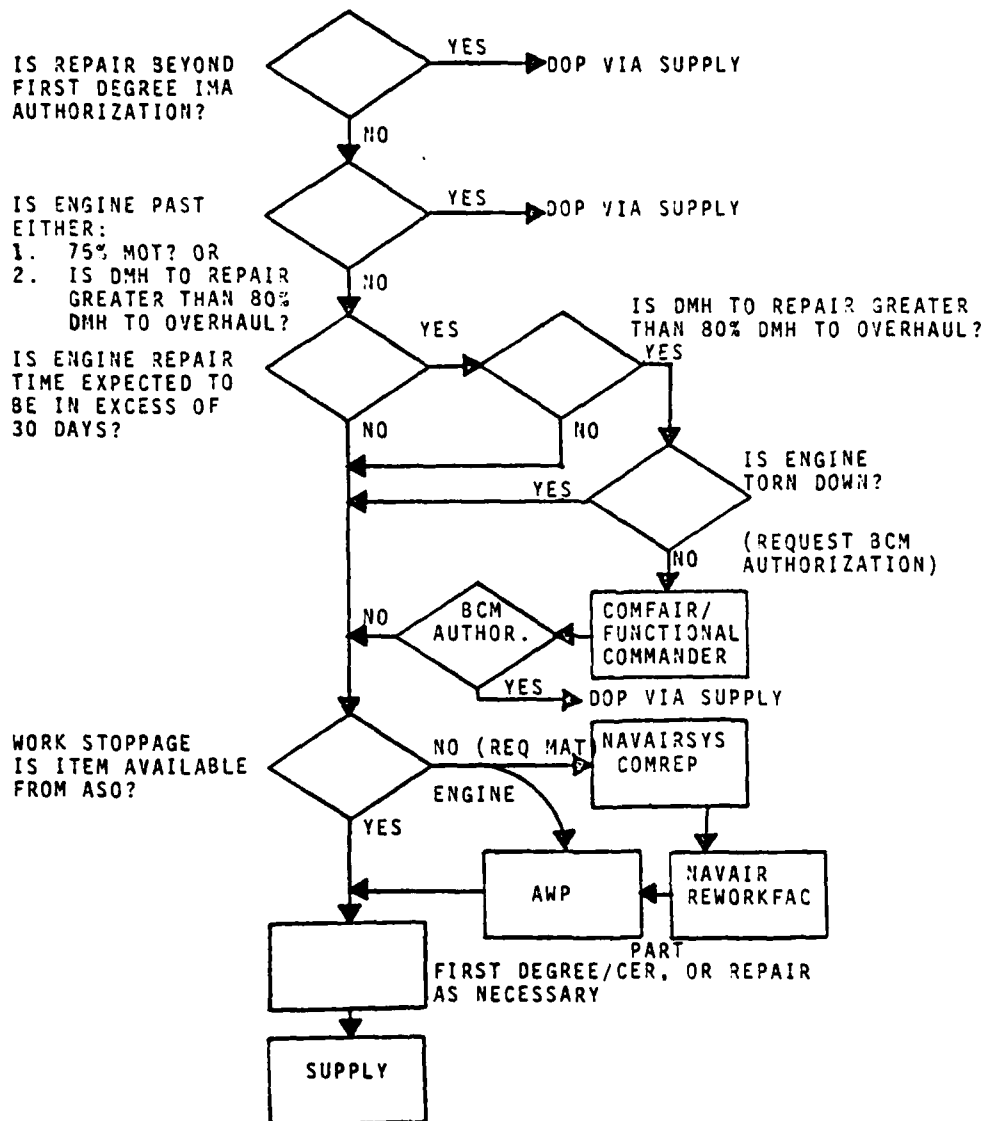 YES
IS REPAIR BEYOND
FIRST DEGREE IMA
AUTHORIZATION?
DOP VIA SUPPLY
NO
IS ENGINE PAST
EITHER:
1. 75% MOT? OR
2. IS DMH TO REPAIR
GREATER THAN 80%
DMH TO OVERHAUL?
YES
DOP VIA SUPPLY
NO
IS ENGINE REPAIR
TIME EXPECTED TO
BE IN EXCESS OF
30 DAYS?
YES
NO
IS DMH TO REPAIR GREATER
THAN 80% DMH TO OVERHAUL?
YES
NO
IS ENGINE
TORN DOWN?
YES
NO
(REQUEST BCM
AUTHORIZATION)
COMFAIR/
FUNCTIONAL
COMMANDER
BCM
AUTHOR.
NO
YES
DOP VIA SUPPLY
WORK STOPPAGE
IS ITEM AVAILABLE
FROM ASO?
NO (REQ MAT)
ENGINE
YES
NAVAIRSYS
COMREP
NAVAIR
REWORKFAC
AWP
PART
FIRST DEGREE/CER, OR REPAIR
AS NECESSARY
SUPPLY